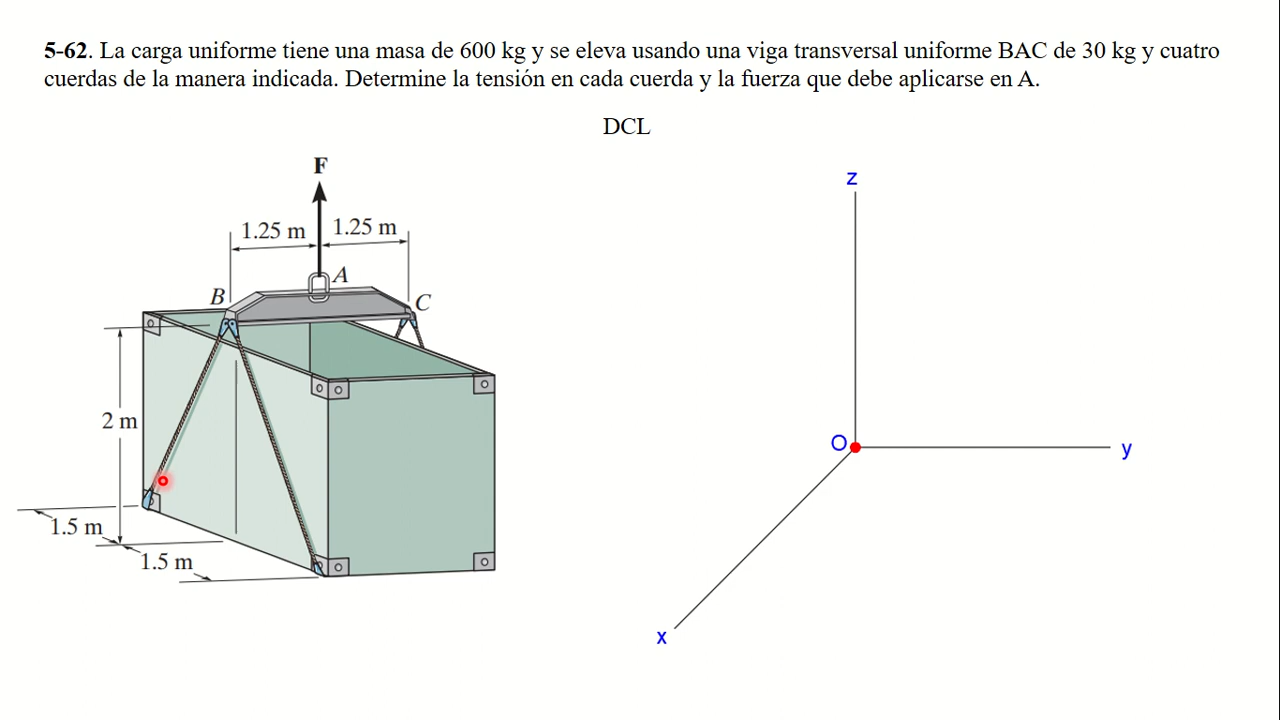 5-62. La carga uniforme tiene una masa de 600 kg y se eleva usando una viga transversal uniforme BAC de 30 kg y cuatro
cuerdas de la manera indicada. Determine la tensión en cada cuerda y la fuerza que debe aplicarse en A.
DCL
F
z
1.25 m
1.25 m
A
B
C
2 m
O
y
1.5 m
1.5 m
x